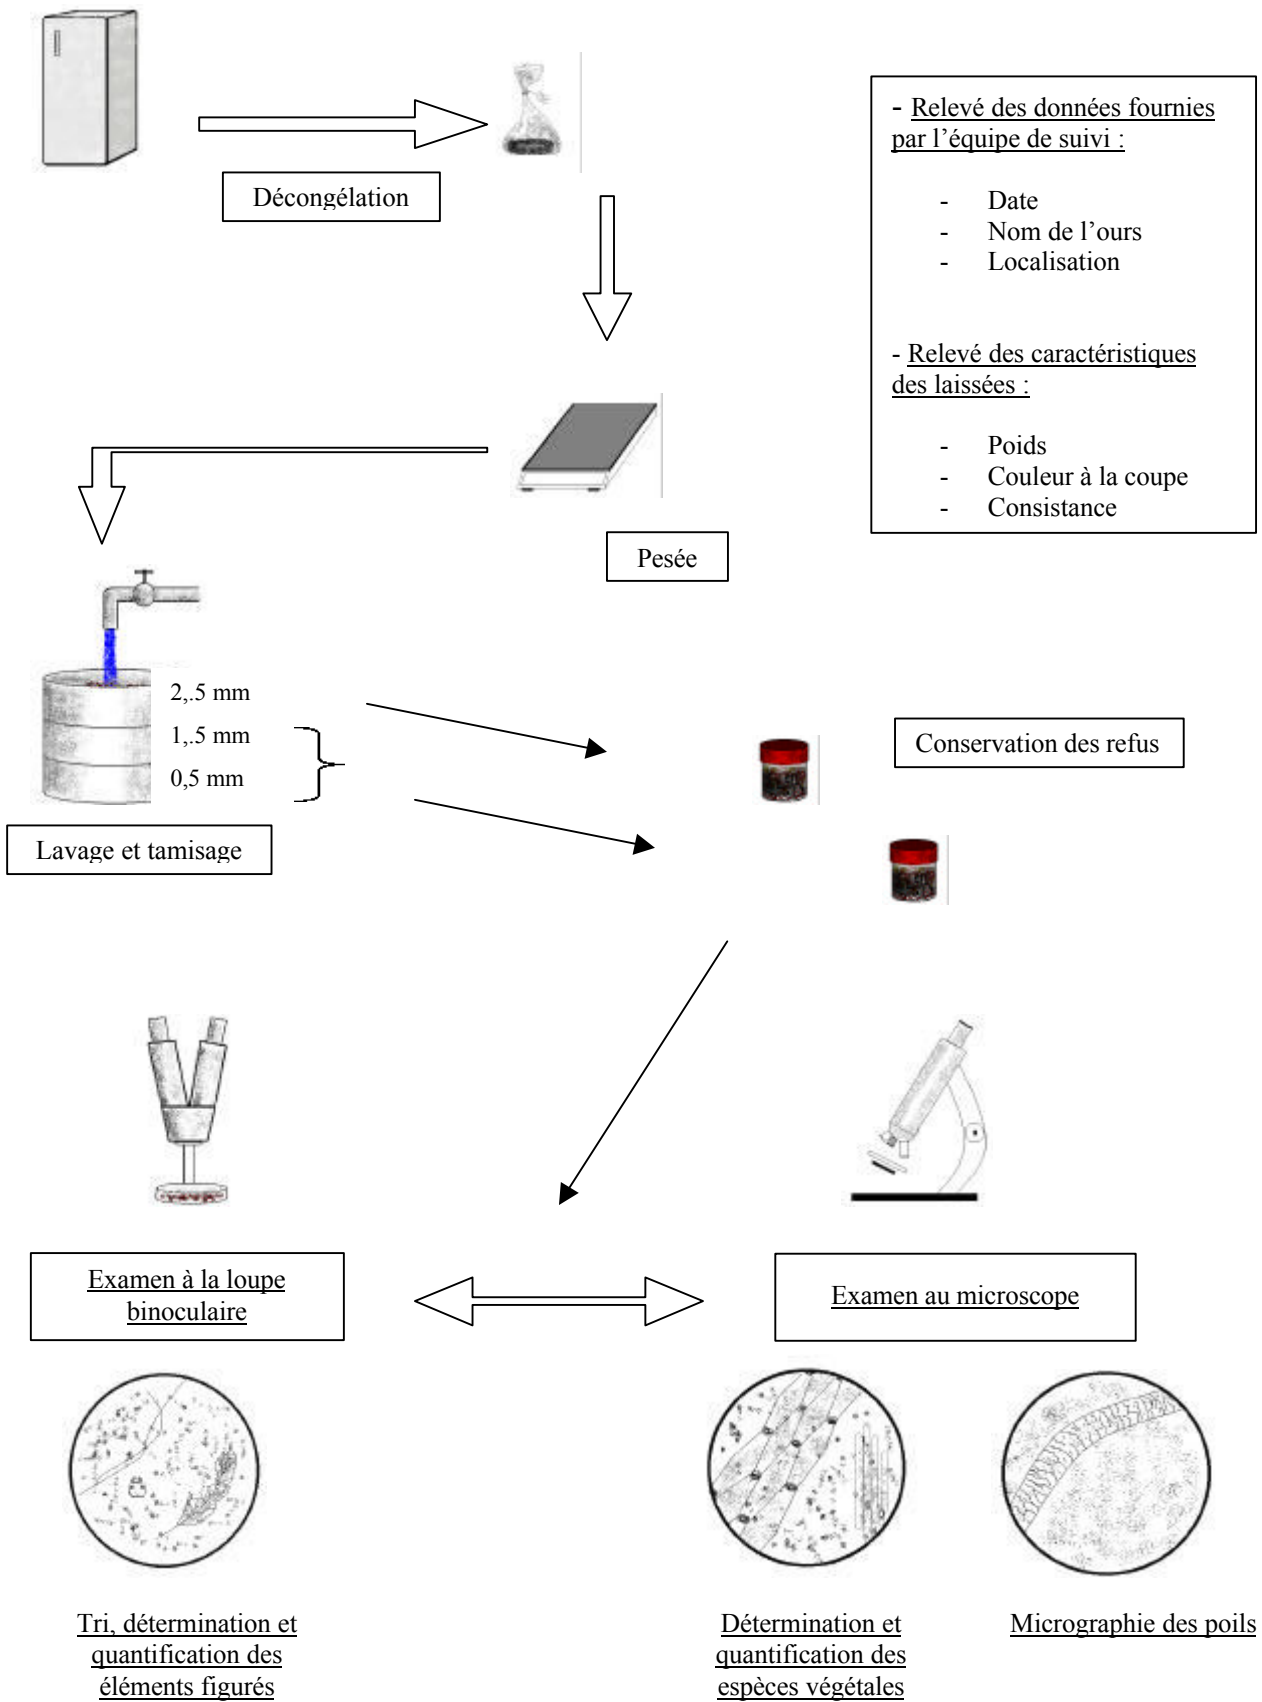 Décongélation
- Relevé des données fournies
par l’équipe de suivi :
- Date
- Nom de l’ours
- Localisation
- Relevé des caractéristiques
des laissées :
- Poids
- Couleur à la coupe
- Consistance
Pesée
2,.5 mm
1,.5 mm
0,5 mm
Lavage et tamisage
Conservation des refus
Examen à la loupe
binoculaire
Examen au microscope
Tri, détermination et
quantification des
éléments figurés
Détermination et
quantification des
espèces végétales
Micrographie des poils